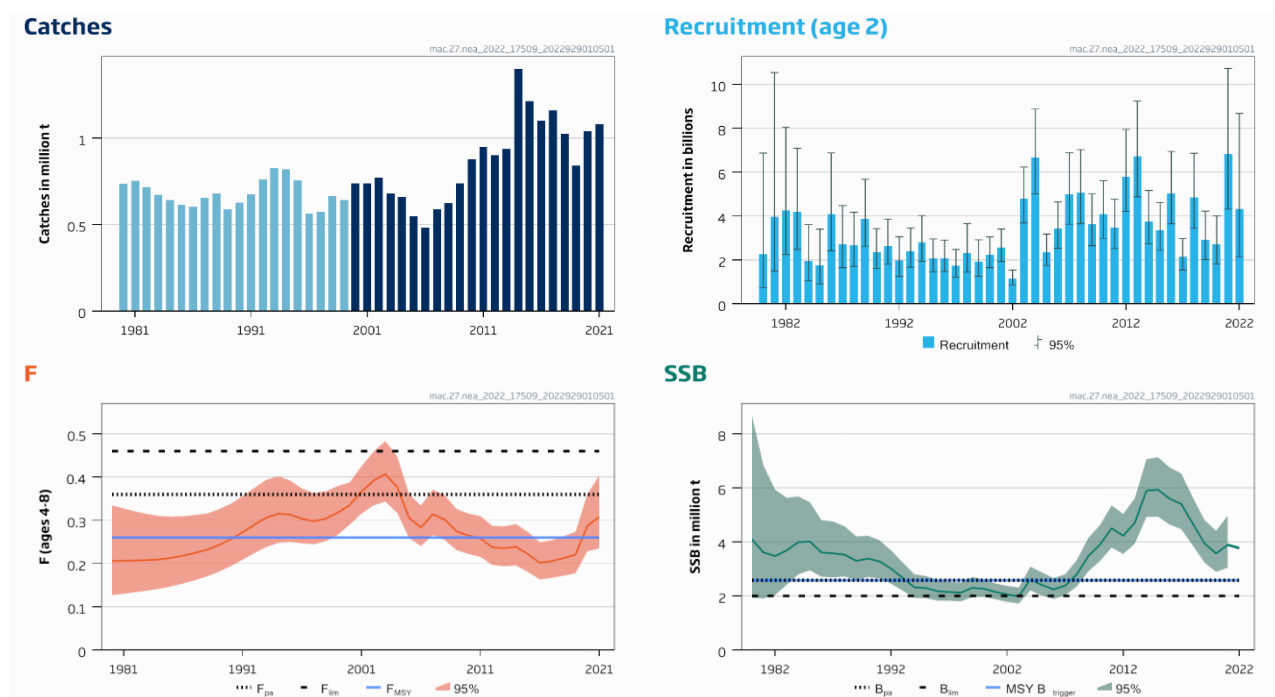 Catches
mac.27.nea_2022_17509_2022929010501
Catches in million t
1
0.5
0
1981 1991 2001 2011 2021
Recruitment (age 2)
mac.27.nea_2022_17509_2022929010501
Recruitment in billions
10
8
6
4
2
0
1982 1992 2002 2012 2022
Recruitment 95%
F
mac.27.nea_2022_17509_2022929010501
F (ages 4-8)
0.5
0.4
0.3
0.2
0.1
0
1981 1991 2001 2011 2021
Fpa Flim FMSY 95%
SSB
mac.27.nea_2022_17509_2022929010501
SSB in million t
8
6
4
2
0
1982 1992 2002 2012 2022
Bpa Blim MSY B trigger 95%